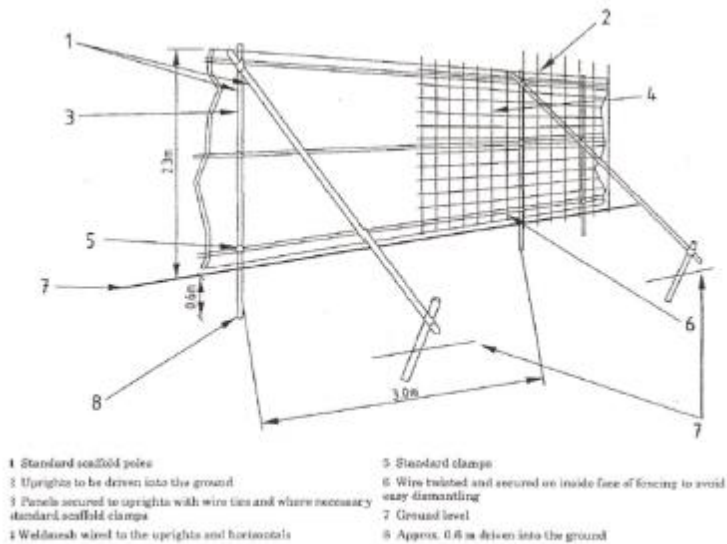 1
2
3
4
2.3m
5
7
0.6m
6
8
3.0m
7
1 Standard scaffold poles
2 Uprights to be driven into the ground
3 Panels secured to uprights with wire ties and where necessary
standard scaffold clamps
4 Weldmesh wired to the uprights and horizontals
5 Standard clamps
6 Wire twisted and secured on inside face of fencing to avoid
easy dismantling
7 Ground level
8 Approx. 0.6 m driven into the ground